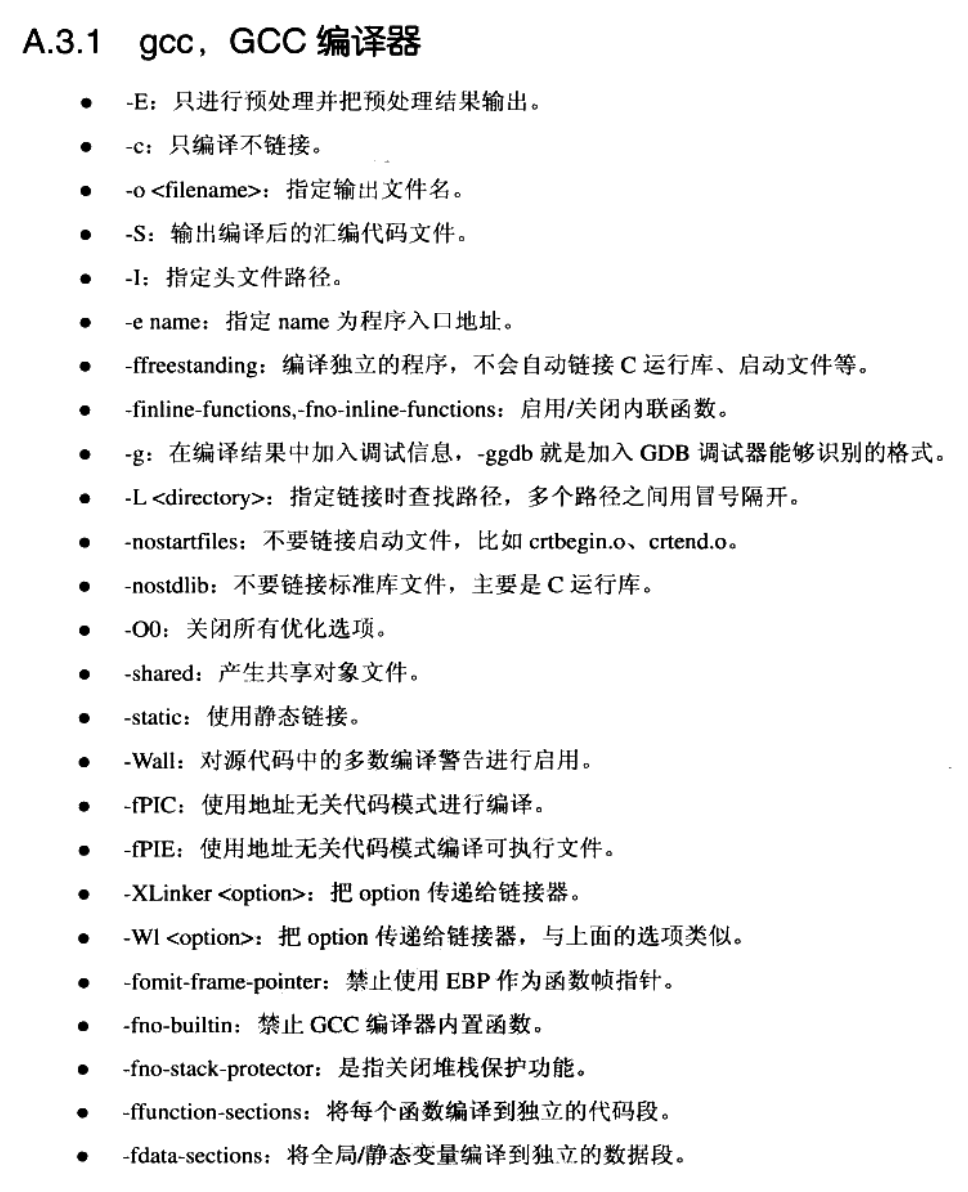 A.3.1 gcc，GCC 编译器
● -E：只进行预处理并把预处理结果输出。
● -c：只编译不链接。
● -o <filename>：指定输出文件名。
● -S：输出编译后的汇编代码文件。
● -I：指定头文件路径。
● -e name：指定 name 为程序入口地址。
● -ffreestanding：编译独立的程序，不会自动链接 C 运行库、启动文件等。
● -finline-functions,-fno-inline-functions：启用/关闭内联函数。
● -g：在编译结果中加入调试信息，-ggdb 就是加入 GDB 调试器能够识别的格式。
● -L <directory>：指定链接时查找路径，多个路径之间用冒号隔开。
● -nostartfiles：不要链接启动文件，比如 crtbegin.o、crtend.o。
● -nostdlib：不要链接标准库文件，主要是 C 运行库。
● -O0：关闭所有优化选项。
● -shared：产生共享对象文件。
● -static：使用静态链接。
● -Wall：对源代码中的多数编译警告进行启用。
● -fPIC：使用地址无关代码模式进行编译。
● -fPIE：使用地址无关代码模式编译可执行文件。
● -XLinker <option>：把 option 传递给链接器。
● -Wl <option>：把 option 传递给链接器，与上面的选项类似。
● -fomit-frame-pointer：禁止使用 EBP 作为函数帧指针。
● -fno-builtin：禁止 GCC 编译器内置函数。
● -fno-stack-protector：是指关闭堆栈保护功能。
● -ffunction-sections：将每个函数编译到独立的代码段。
● -fdata-sections：将全局/静态变量编译到独立的数据段。